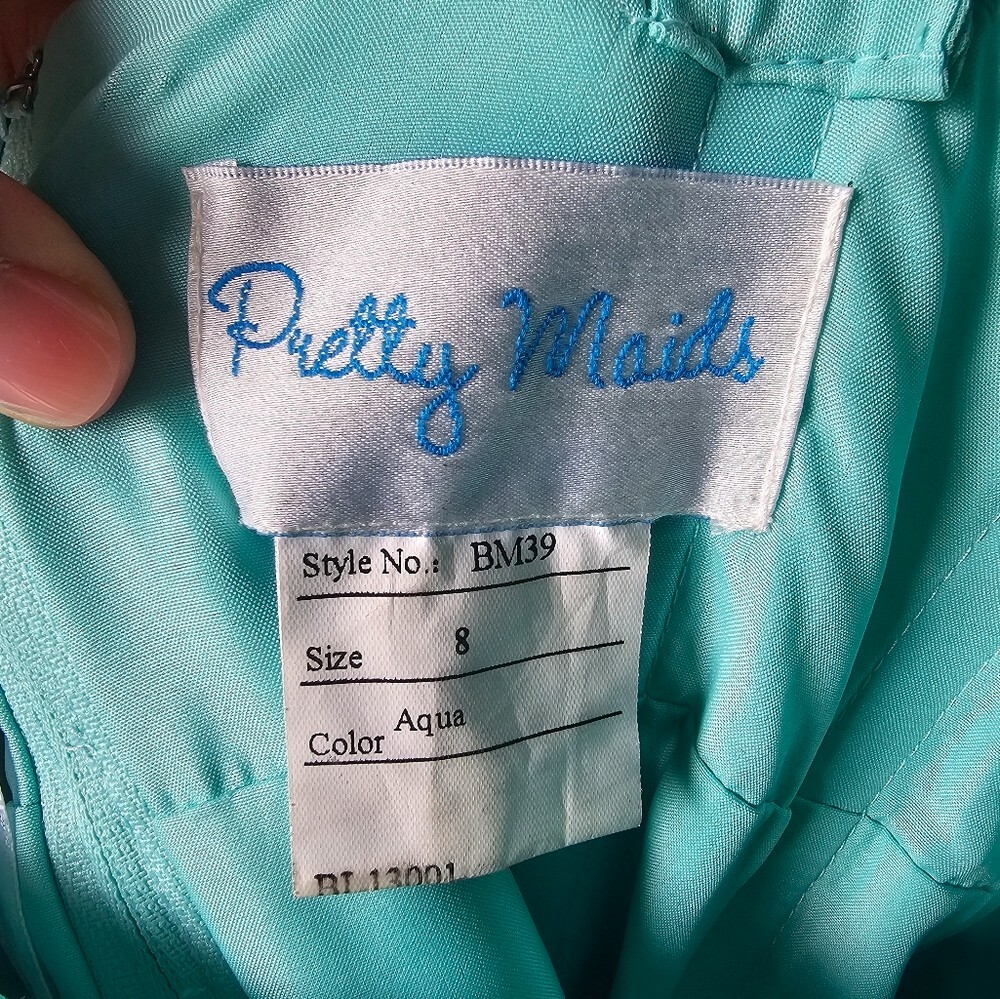 Pretty Maids
Style No.: BM39
Size 8
Color Aqua
BL13001